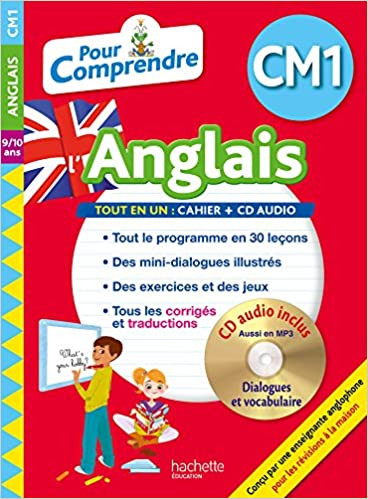 ANGLAIS CM1
9/10
ans
Pour
Comprendre
CM1
l'Anglais
TOUT EN UN : CAHIER + CD AUDIO
• Tout le programme en 30 leçons
• Des mini-dialogues illustrés
• Des exercices et des jeux
• Tous les corrigés
et traductions
CD audio inclus
Aussi en MP3
Dialogues
et vocabulaire
What's
your hobby?
Conçu par une enseignante anglophone
pour les révisions à la maison
hachette
ÉDUCATION